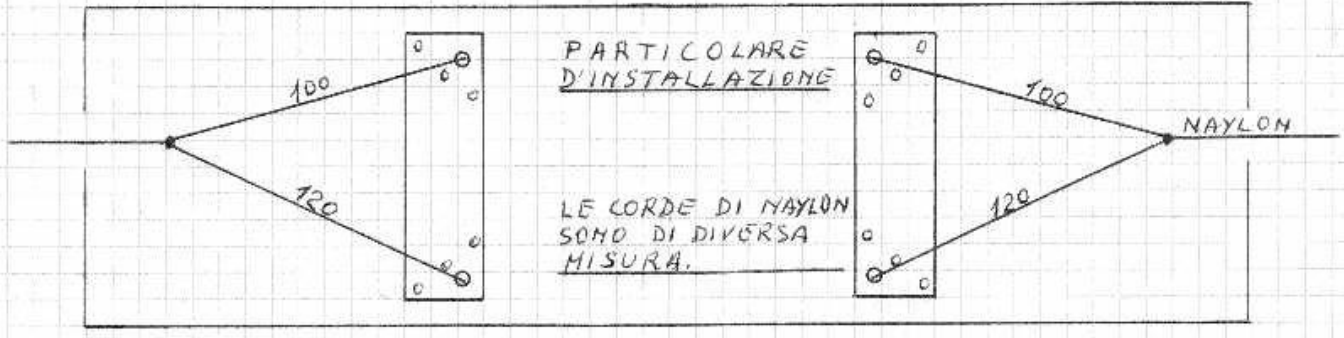 PARTICOLARE
D'INSTALLAZIONE
100
100
NAYLON
120
LE CORDE DI NAYLON
SONO DI DIVERSA
MISURA.
120